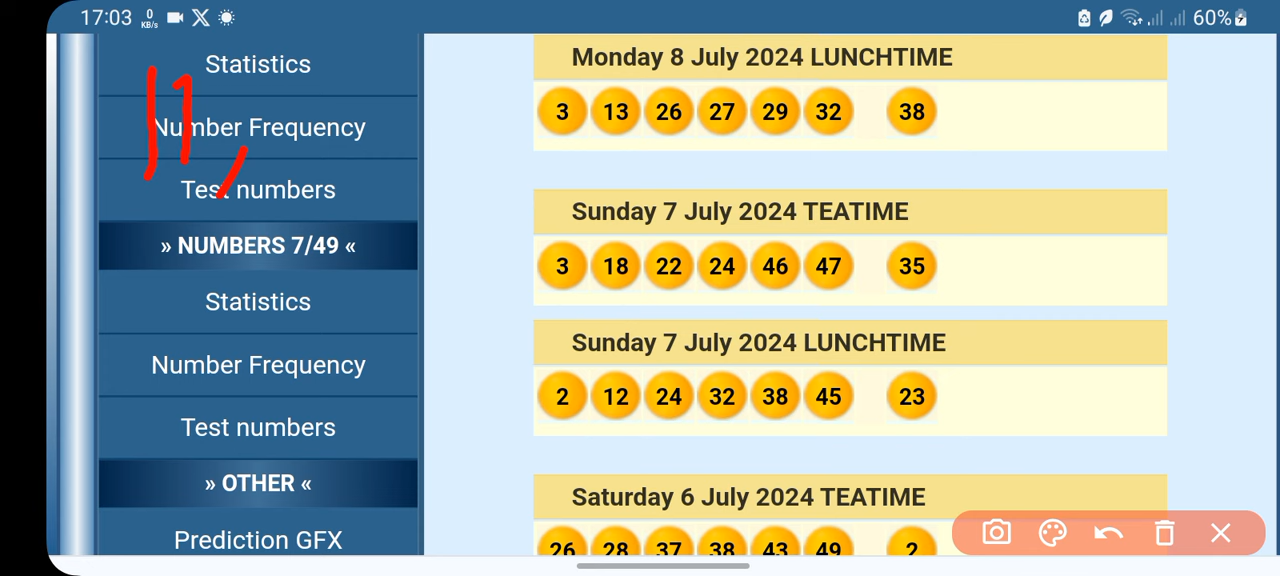 17:03 0 KB/s X 60%
Statistics
Number Frequency
Test numbers
» NUMBERS 7/49 «
Statistics
Number Frequency
Test numbers
» OTHER «
Prediction GFX
11,
Monday 8 July 2024 LUNCHTIME
3 13 26 27 29 32 38
Sunday 7 July 2024 TEATIME
3 18 22 24 46 47 35
Sunday 7 July 2024 LUNCHTIME
2 12 24 32 38 45 23
Saturday 6 July 2024 TEATIME
26 28 37 38 43 49 2